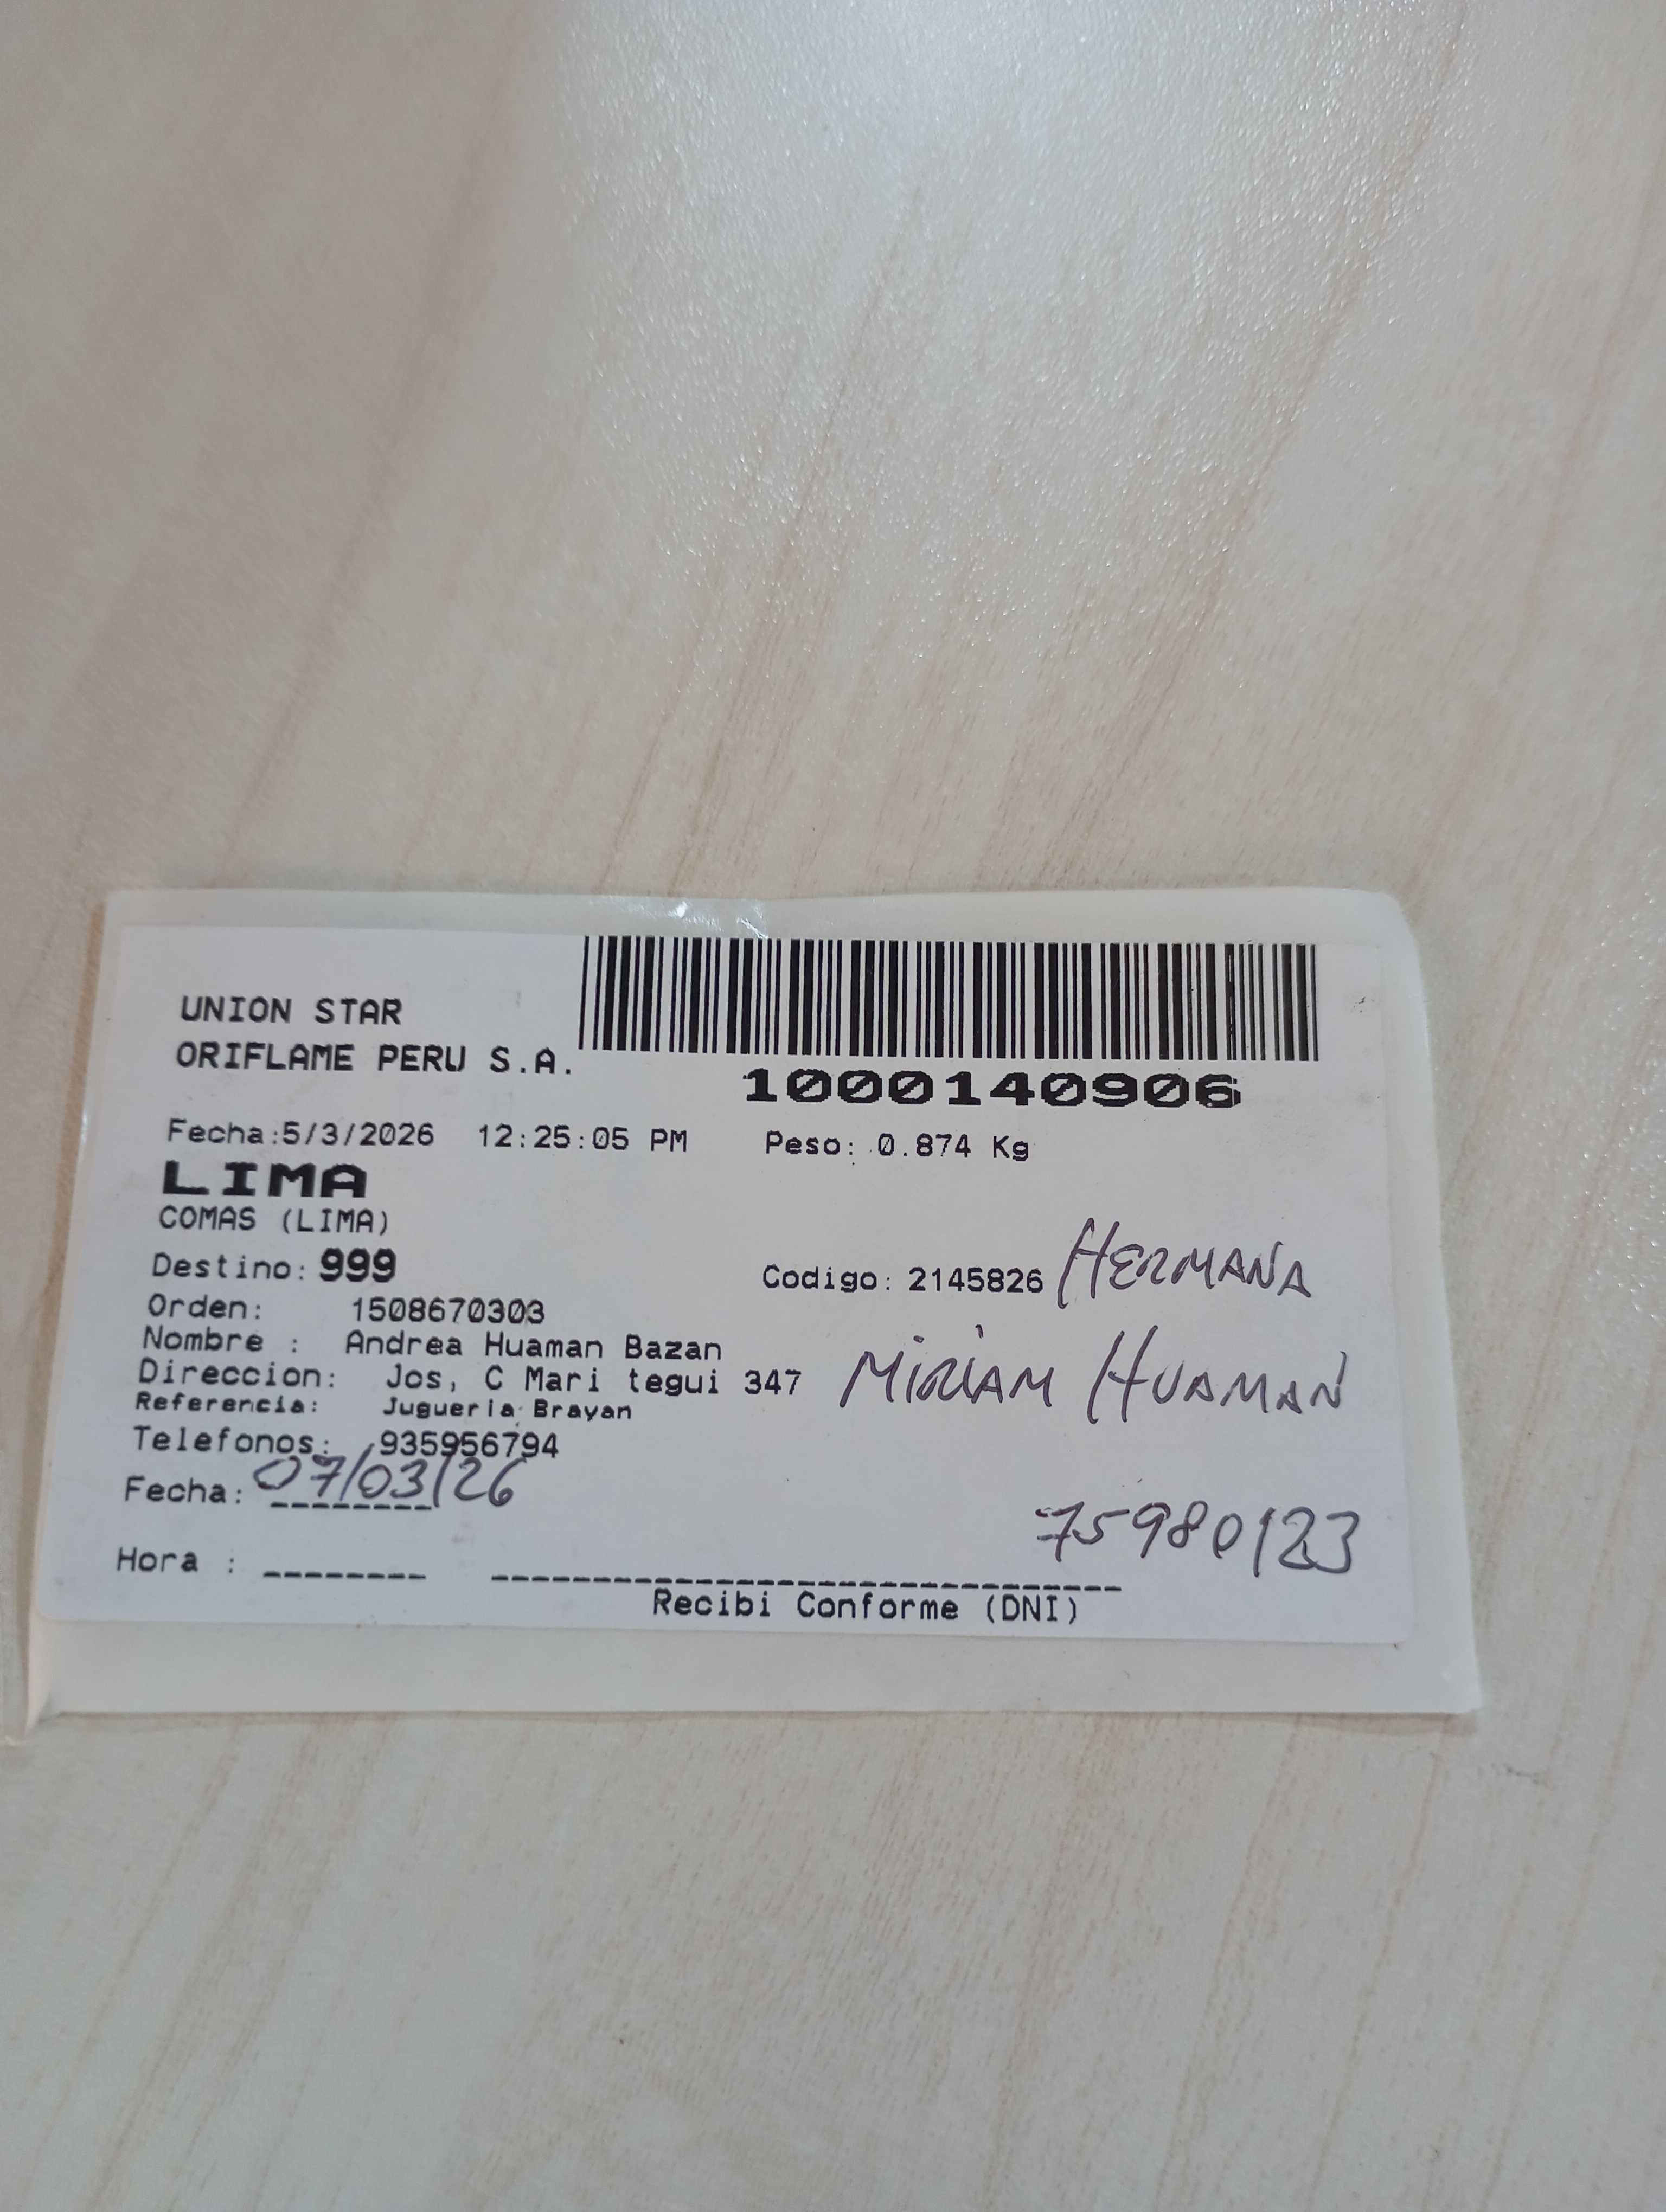 UNION STAR
ORIFLAME PERU S.A.
1000140906
Fecha:5/3/2026 12:25:05 PM Peso: 0.874 Kg
LIMA
COMAS (LIMA)
Destino: 999 Codigo: 2145826 HERMANA
Orden: 1508670303
Nombre : Andrea Huaman Bazan
Direccion: Jos, C Mari tegui 347 MIRIAM HUAMAN
Referencia: Jugueria Brayan
Telefonos: 935956794
Fecha: 07/03/26
75980123
Hora :
Recibi Conforme (DNI)